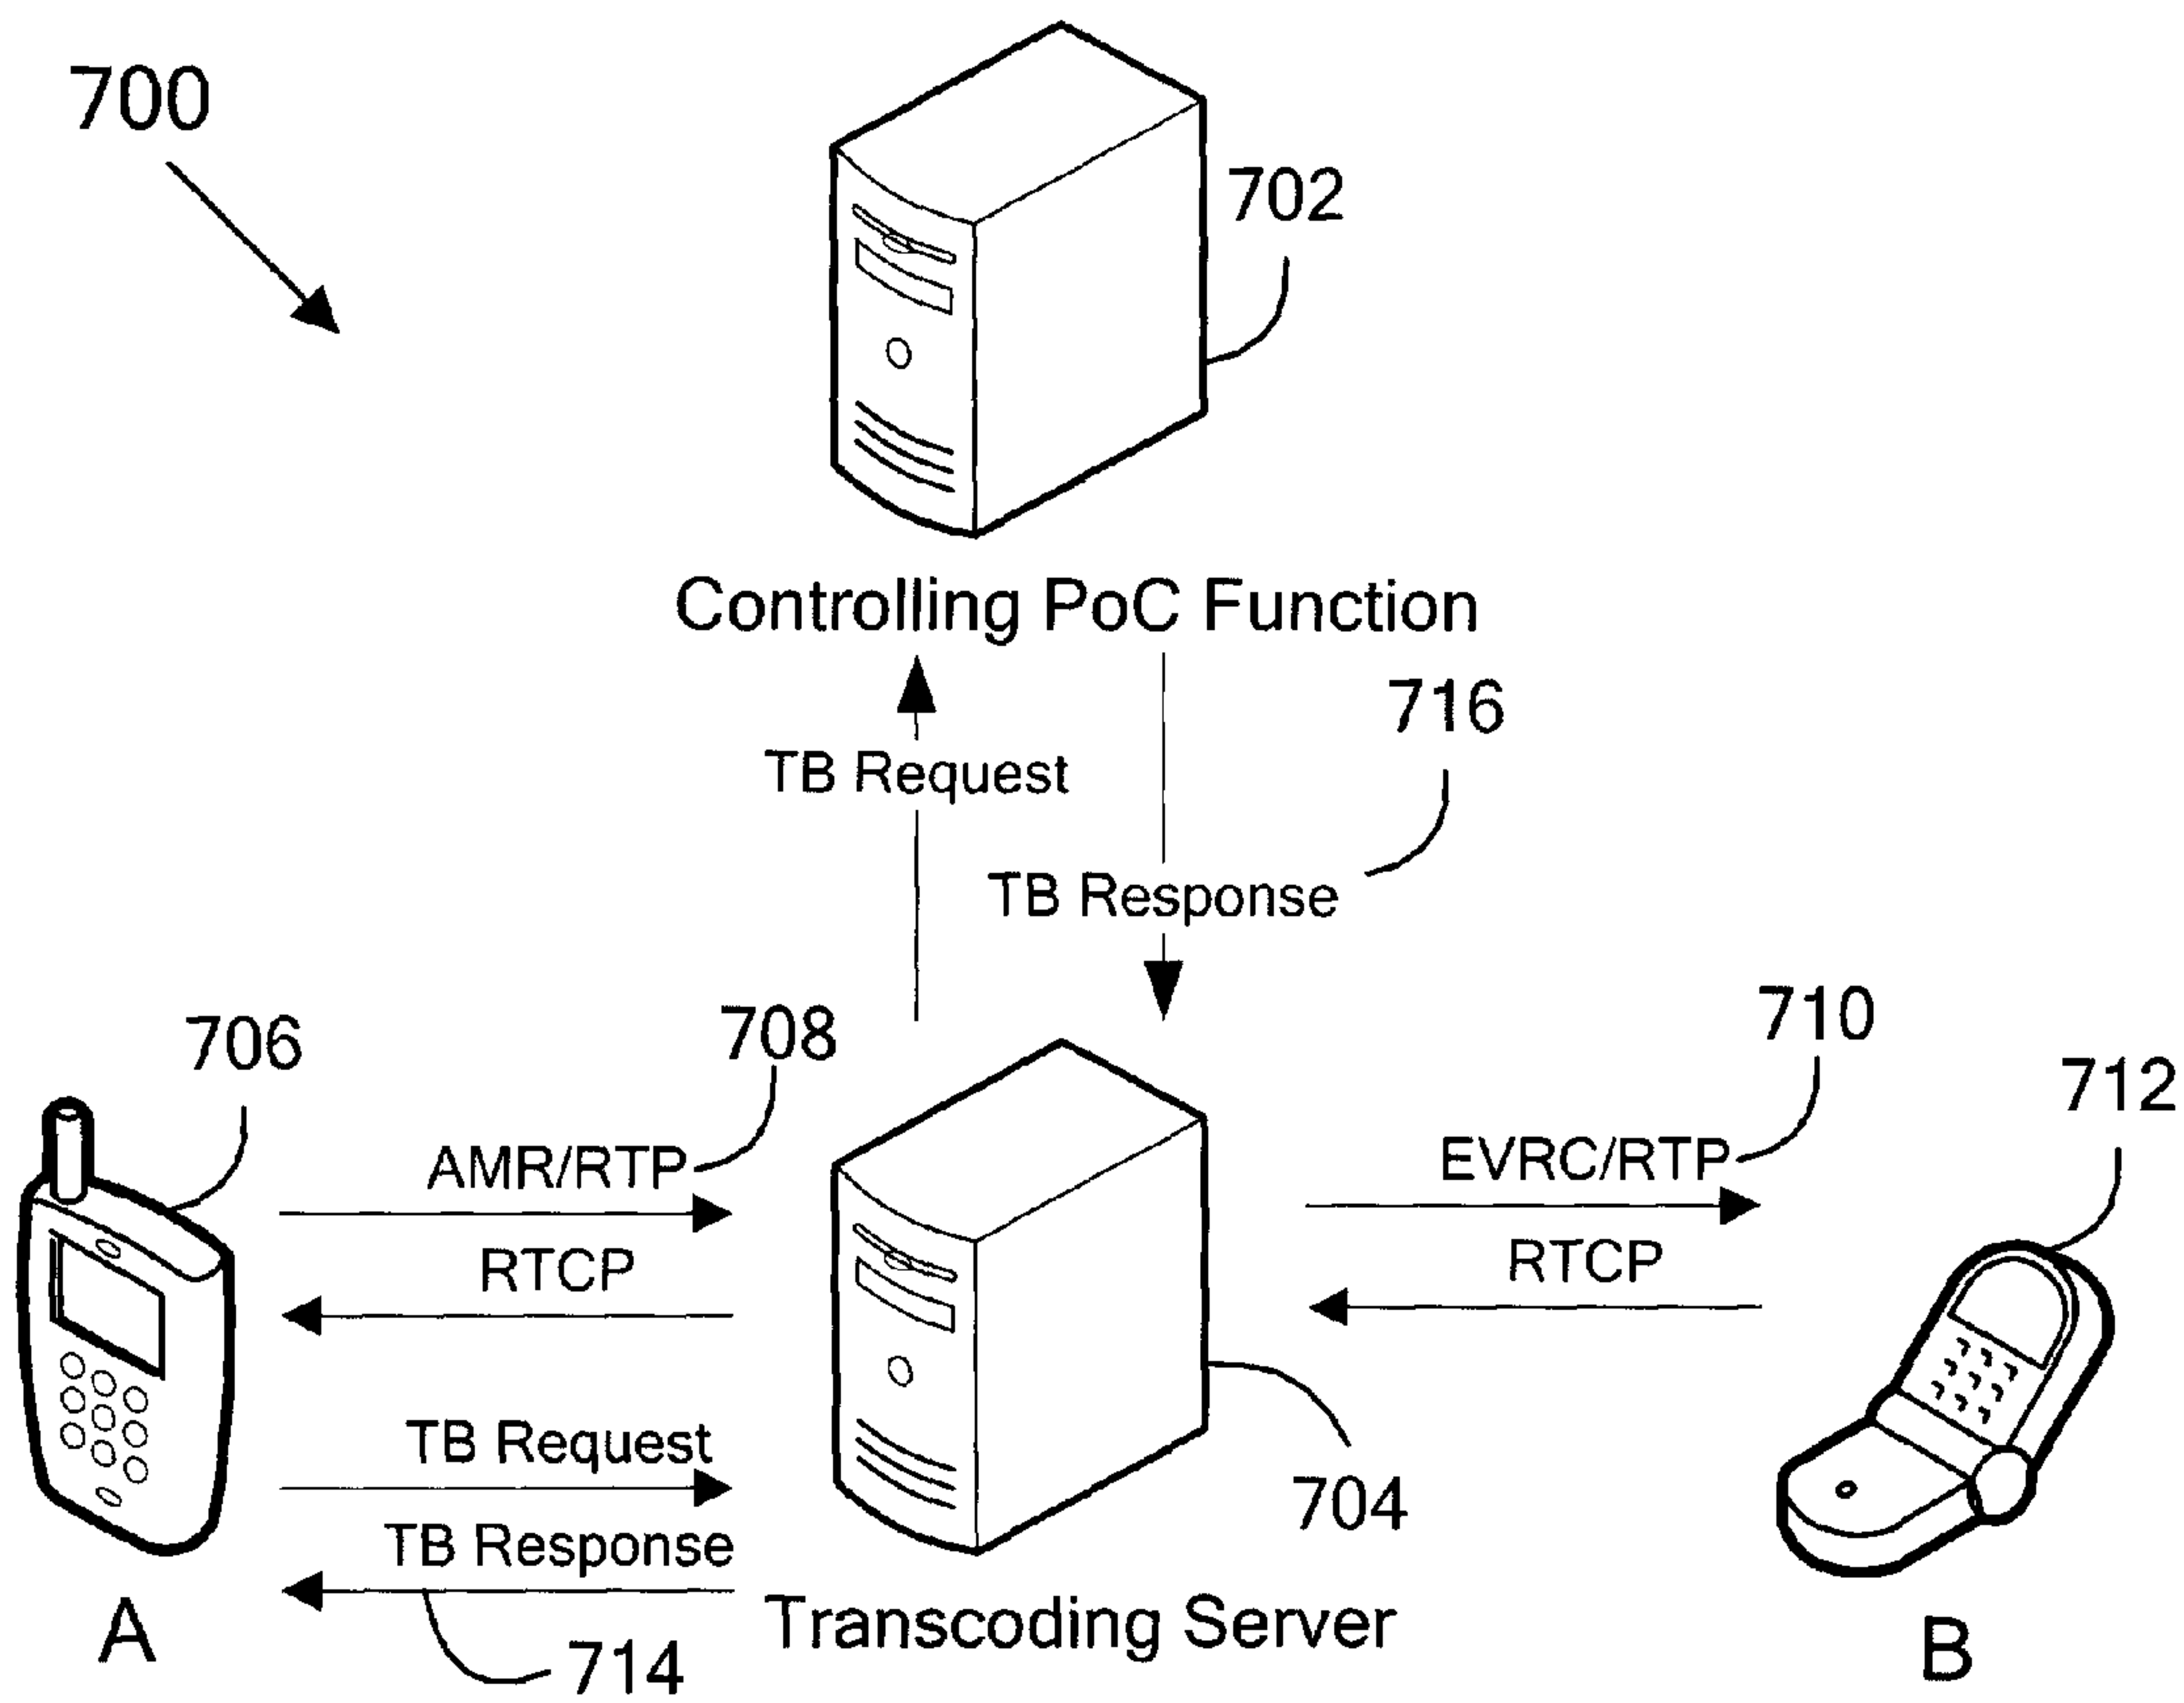 700
702
Controlling PoC Function
716
TB Request
TB Response
706
708
710
712
AMR/RTP
EVRC/RTP
RTCP
RTCP
TB Request
704
TB Response
A
Transcoding Server
B
714